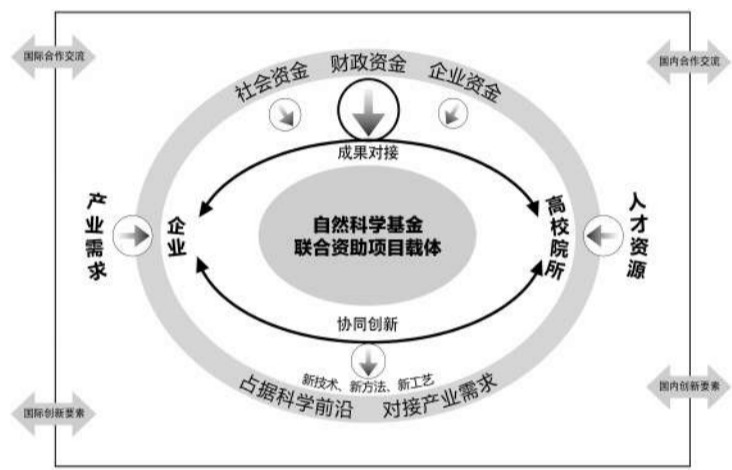 国际合作交流
国内合作交流
社会资金 财政资金 企业资金
成果对接
产业需求
企业
自然科学基金
联合资助项目载体
高校院所
人才资源
协同创新
新技术、新方法、新工艺
占据科学前沿 对接产业需求
国际创新要素
国内创新要素